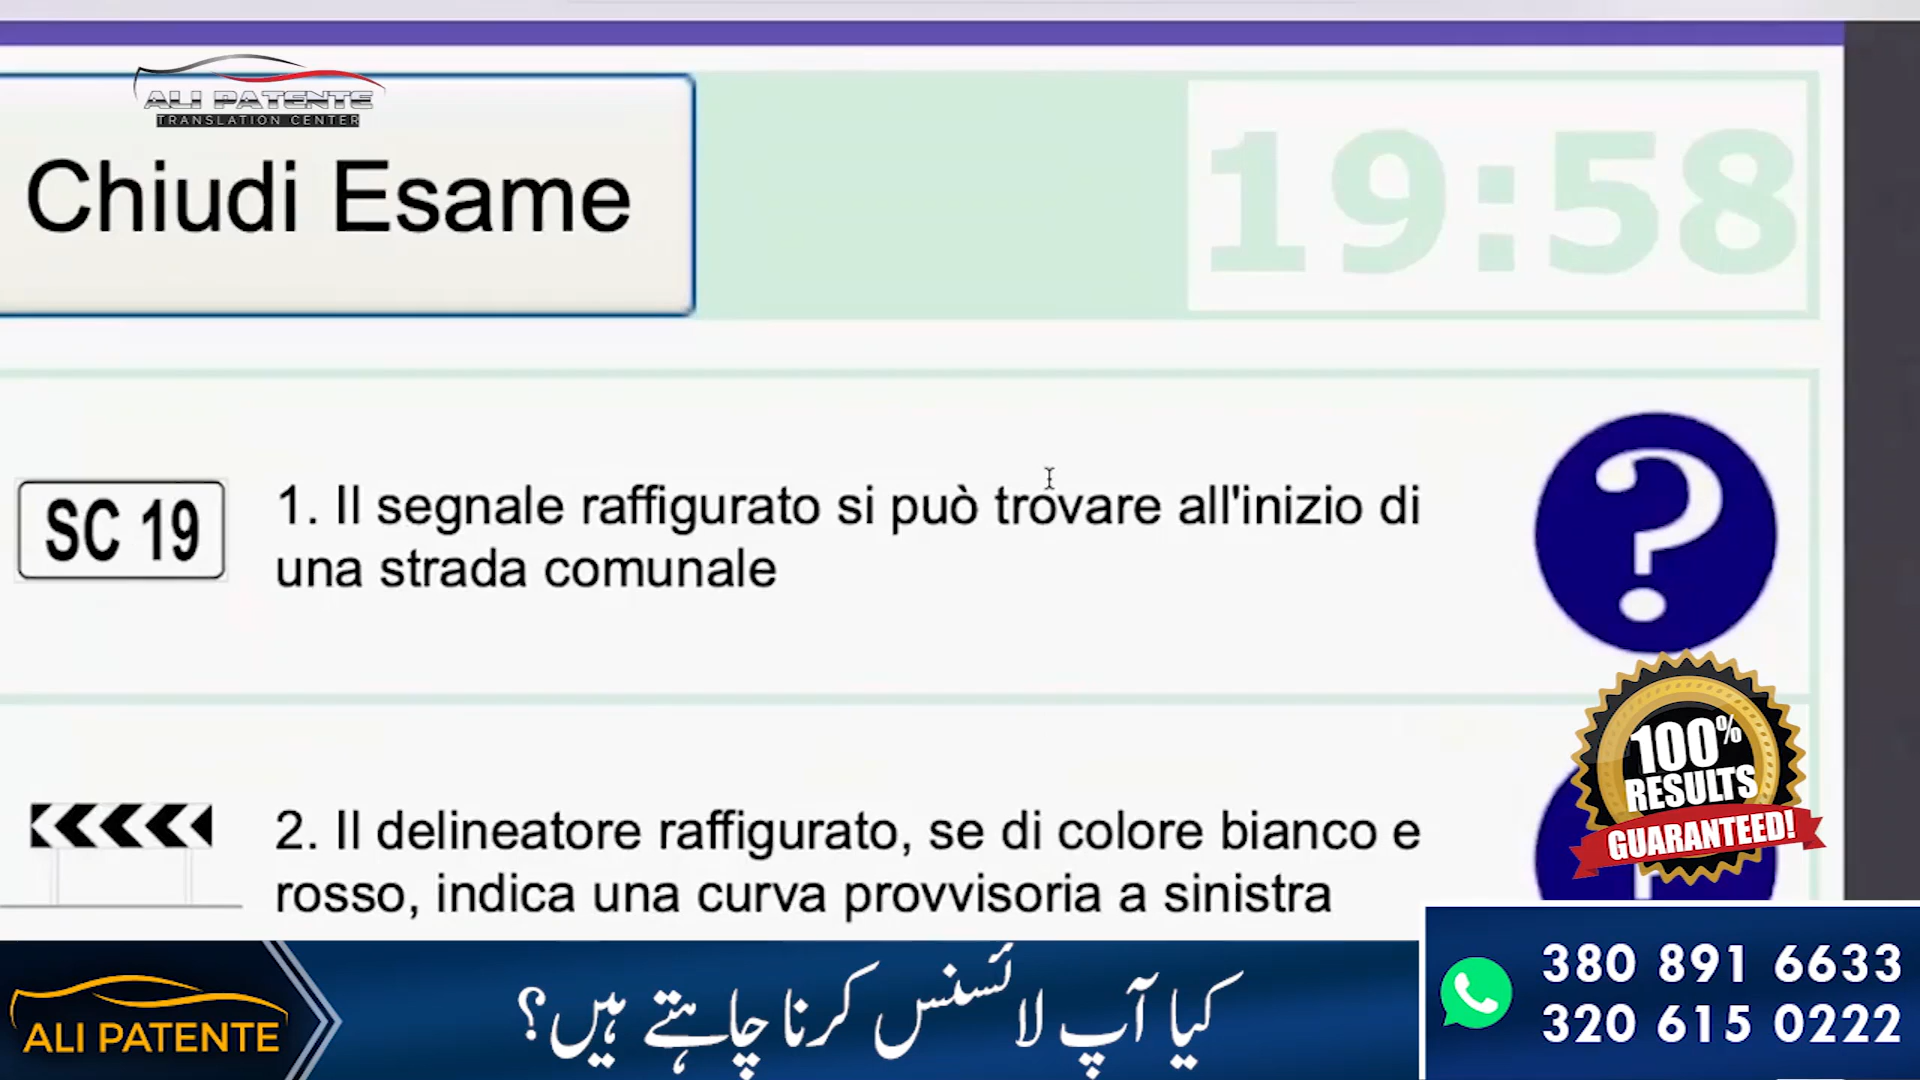 ALI PATENTE
TRANSLATION CENTER
Chiudi Esame
19:58
SC 19
1. Il segnale raffigurato si può trovare all'inizio di
una strada comunale
2. Il delineatore raffigurato, se di colore bianco e
rosso, indica una curva provvisoria a sinistra
100%
RESULTS
GUARANTEED!
ALI PATENTE
کیا آپ لائسنس کرنا چاہتے ہیں؟
380 891 6633
320 615 0222